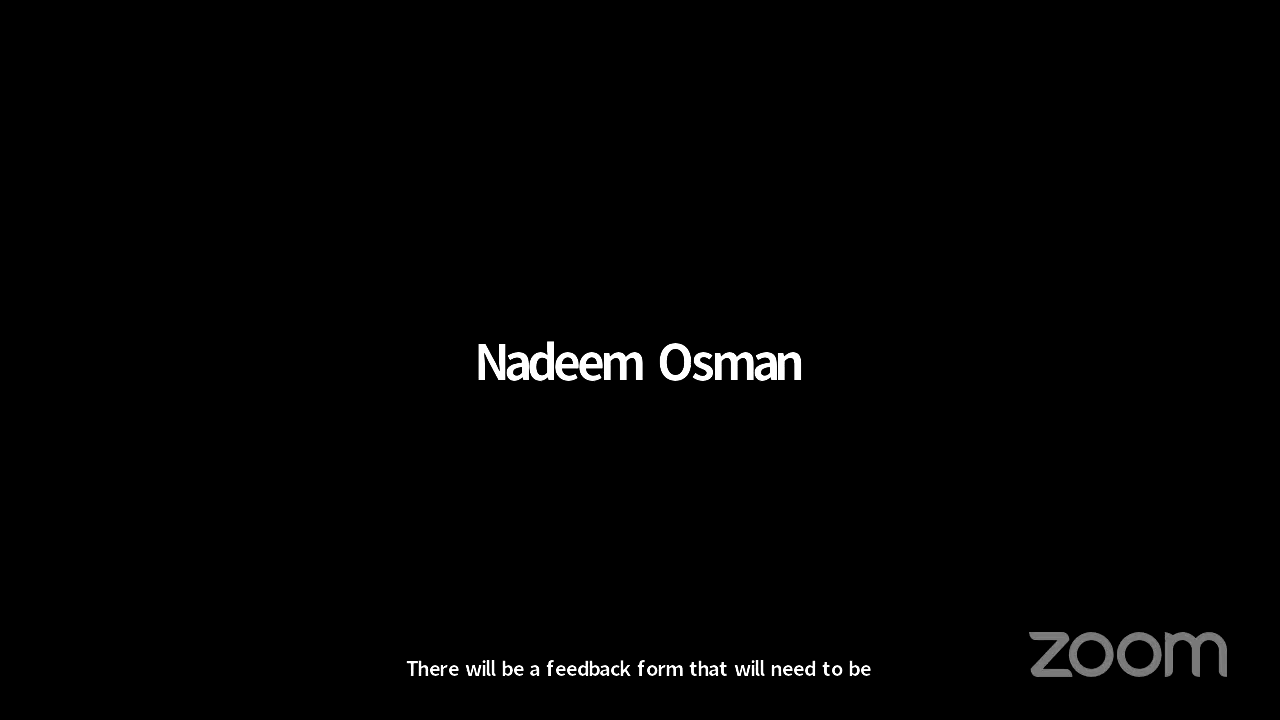 Nadeem Osman
There will be a feedback form that will need to be
zoom